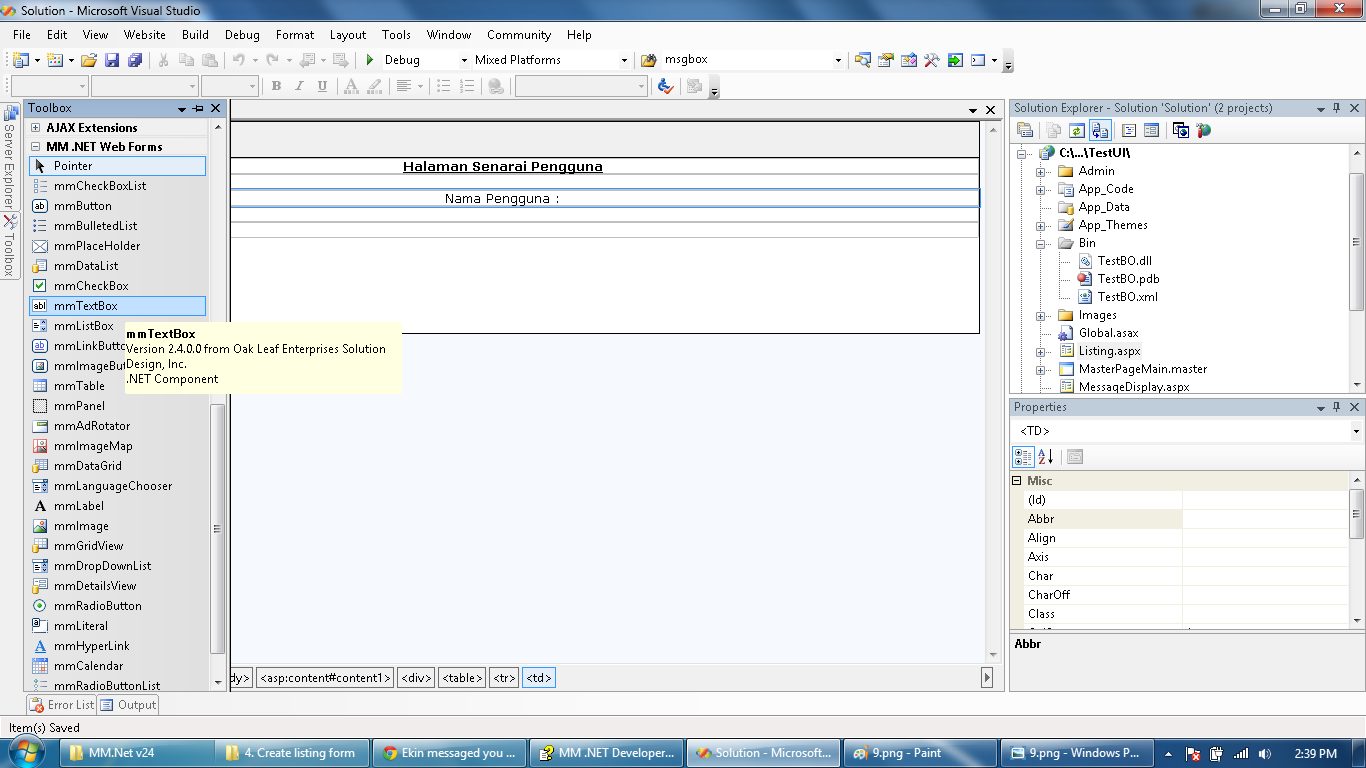 Solution - Microsoft Visual Studio
File Edit View Website Build Debug Format Layout Tools Window Community Help
Debug Mixed Platforms msgbox
B I U A
Server Explorer
Toolbox
Toolbox
AJAX Extensions
MM .NET Web Forms
Pointer
mmCheckBoxList
mmButton
mmBulletedList
mmPlaceHolder
mmDataList
mmCheckBox
mmTextBox
mmListBox
mmLinkButto
mmImageBut
mmTable
mmPanel
mmAdRotator
mmImageMap
mmDataGrid
mmLanguageChooser
mmLabel
mmImage
mmGridView
mmDropDownList
mmDetailsView
mmRadioButton
mmLiteral
mmHyperLink
mmCalendar
mmRadioButtonList
mmTextBox
Version 2.4.0.0 from Oak Leaf Enterprises Solution
Design, Inc.
.NET Component
Halaman Senarai Pengguna
Nama Pengguna :
dy> <asp:content#content1> <div> <table> <tr> <td>
Solution Explorer - Solution 'Solution' (2 projects)
C:\...\TestUI\
Admin
App_Code
App_Data
App_Themes
Bin
TestBO.dll
TestBO.pdb
TestBO.xml
Images
Global.asax
Listing.aspx
MasterPageMain.master
MessageDisplay.aspx
Properties
<TD>
Misc
(Id)
Abbr
Align
Axis
Char
CharOff
Class
Abbr
Error List Output
Item(s) Saved
MM.Net v24 4. Create listing form Ekin messaged you ... MM .NET Developer... Solution - Microsoft... 9.png - Paint 9.png - Windows P... 2:39 PM